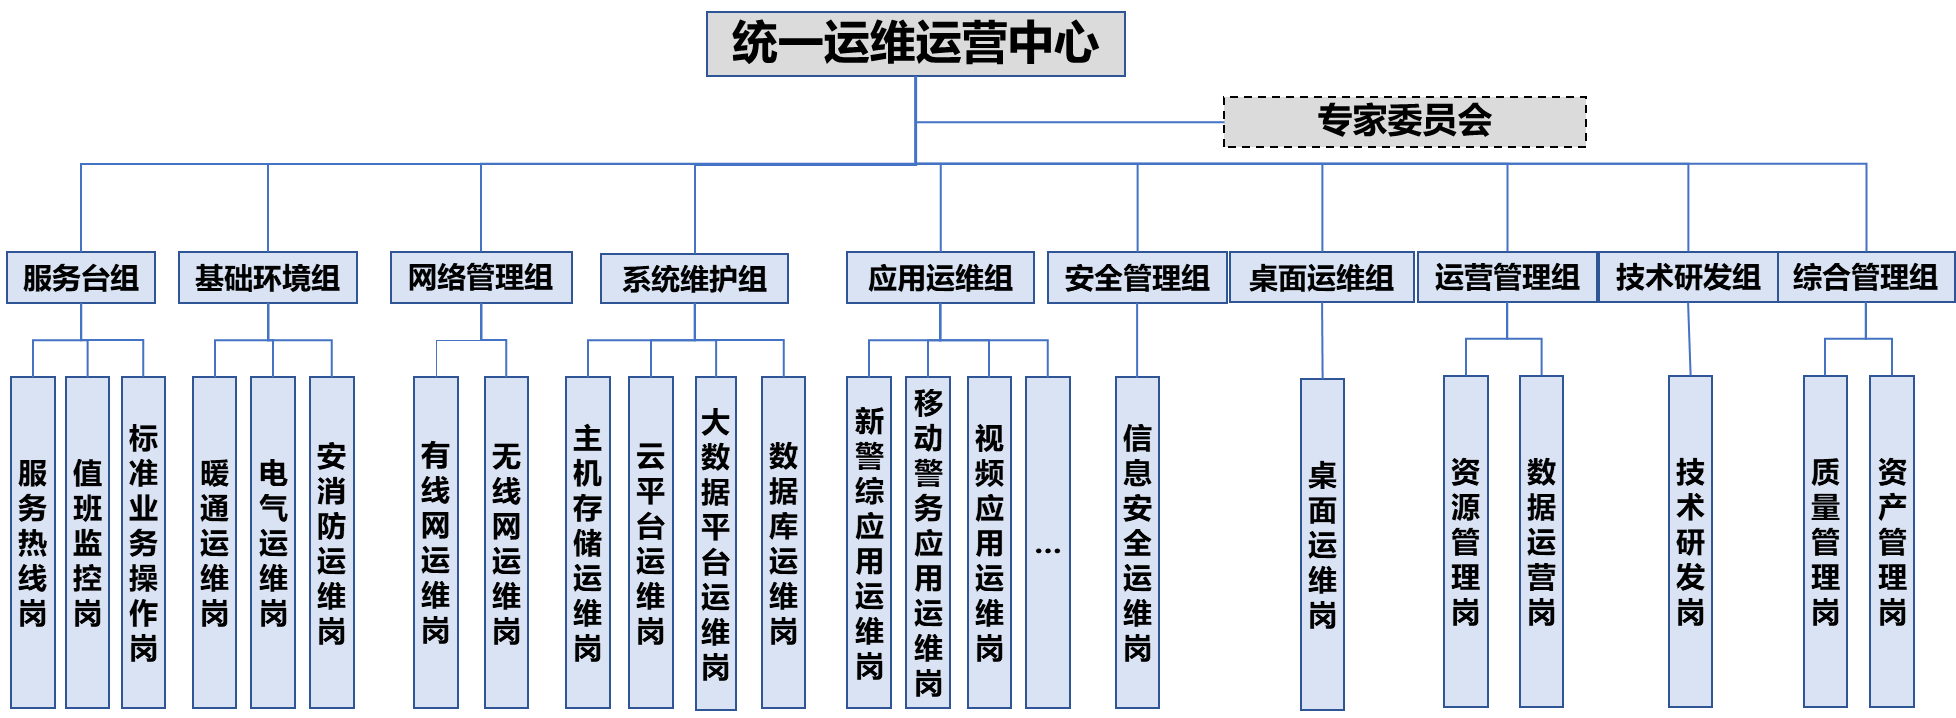 统一运维运营中心
专家委员会
服务台组
基础环境组
网络管理组
系统维护组
应用运维组
安全管理组
桌面运维组
运营管理组
技术研发组
综合管理组
服务热线岗
值班监控岗
标准业务操作岗
暖通运维岗
电气运维岗
安消防运维岗
有线网运维岗
无线网运维岗
主机存储运维岗
云平台运维岗
大数据平台运维岗
数据库运维岗
新警综应用运维岗
移动警务应用运维岗
视频应用运维岗
...
信息安全运维岗
桌面运维岗
资源管理岗
数据运营岗
技术研发岗
质量管理岗
资产管理岗